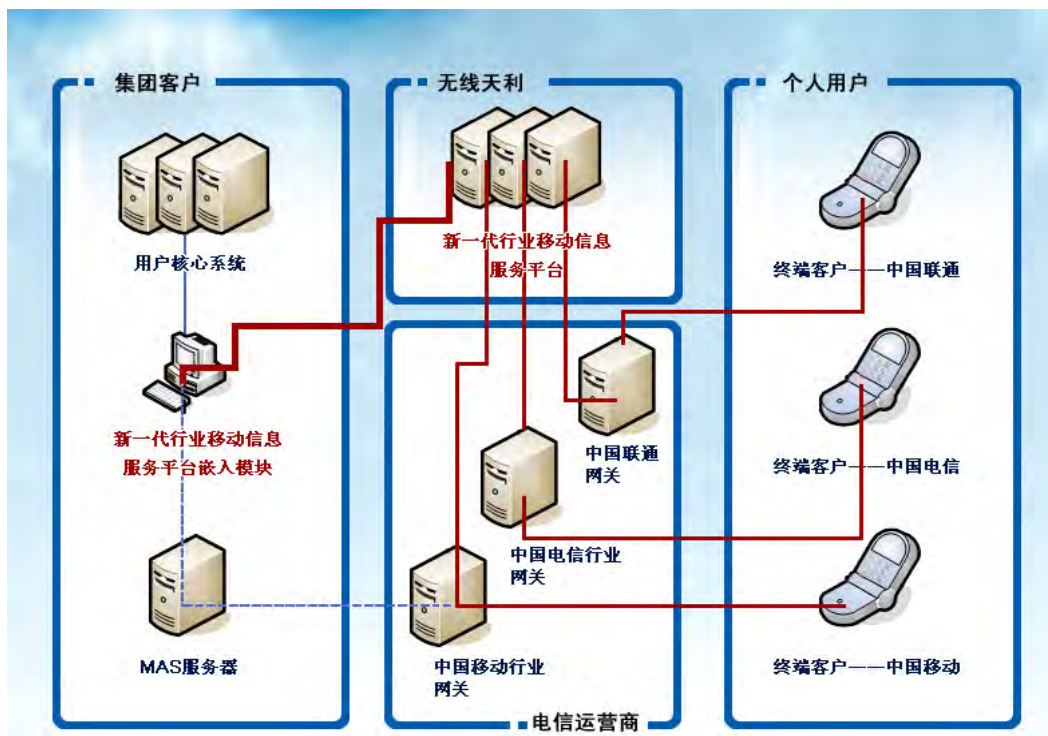 集团客户
用户核心系统
新一代行业移动信息
服务平台嵌入模块
MAS服务器
无线天利
新一代行业移动信息
服务平台
中国联通
网关
中国电信行业
网关
中国移动行业
网关
电信运营商
个人用户
终端客户——中国联通
终端客户——中国电信
终端客户——中国移动